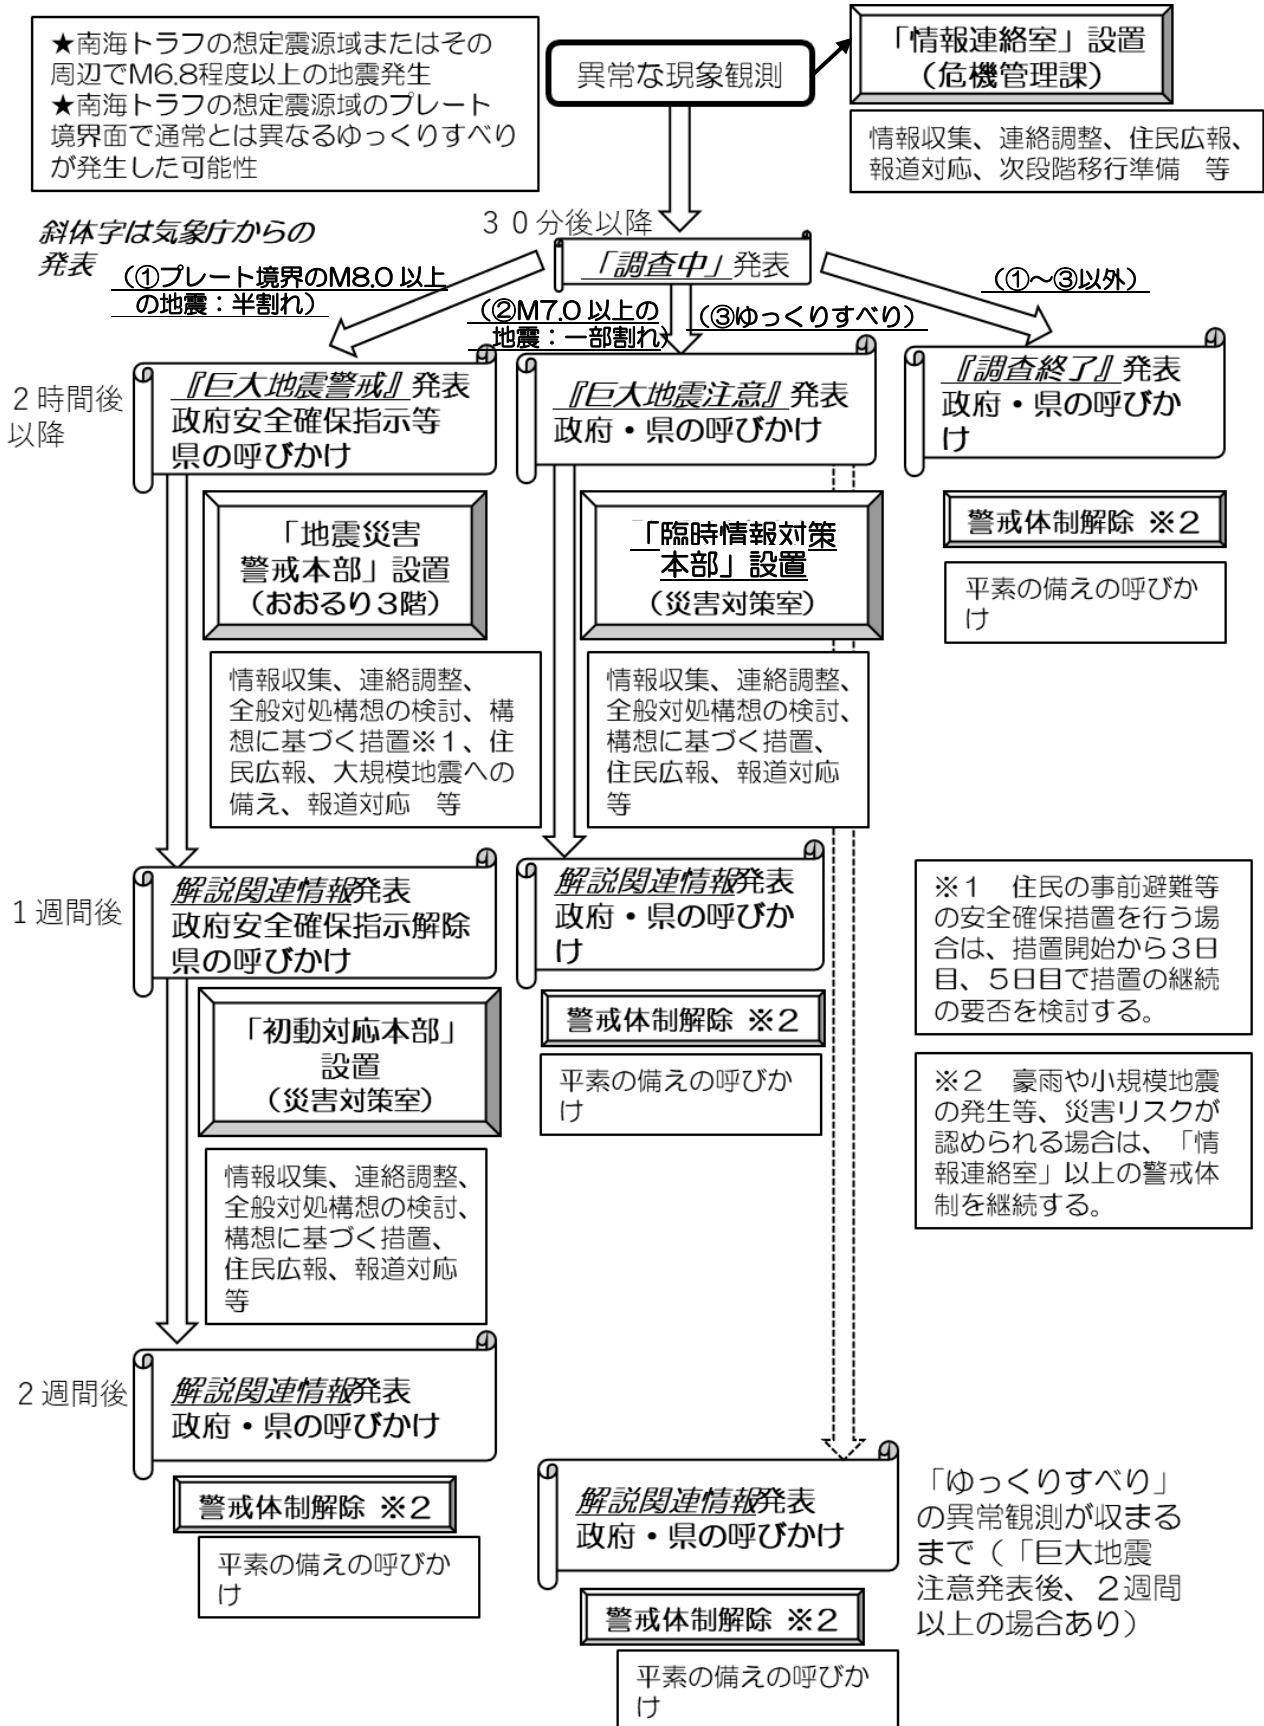 ★南海トラフの想定震源域またはその
周辺でM6.8程度以上の地震発生
★南海トラフの想定震源域のプレート
境界面で通常とは異なるゆっくりすべり
が発生した可能性
異常な現象観測
「情報連絡室」設置
（危機管理課）
情報収集、連絡調整、住民広報、
報道対応、次段階移行準備　等
斜体字は気象庁からの
発表
３０分後以降
「調査中」発表
（①プレート境界のM8.0以上
の地震：半割れ）
（②M7.0以上の
地震：一部割れ）
（③ゆっくりすべり）
（①～③以外）
２時間後
以降
『巨大地震警戒』発表
政府安全確保指示等
県の呼びかけ
『巨大地震注意』発表
政府・県の呼びかけ
『調査終了』発表
政府・県の呼びか
け
「地震災害
警戒本部」設置
（おおるり３階）
「臨時情報対策
本部」設置
（災害対策室）
警戒体制解除 ※２
平素の備えの呼びか
け
情報収集、連絡調整、
全般対処構想の検討、構
想に基づく措置※１、住
民広報、大規模地震への
備え、報道対応　等
情報収集、連絡調整、
全般対処構想の検討、
構想に基づく措置、
住民広報、報道対応
等
１週間後
解説関連情報発表
政府安全確保指示解除
県の呼びかけ
解説関連情報発表
政府・県の呼びか
け
※１　住民の事前避難等
の安全確保措置を行う場
合は、措置開始から３日
目、５日目で措置の継続
の要否を検討する。
「初動対応本部」
設置
（災害対策室）
警戒体制解除 ※２
平素の備えの呼びか
け
※２　豪雨や小規模地震
の発生等、災害リスクが
認められる場合は、「情
報連絡室」以上の警戒体
制を継続する。
情報収集、連絡調整、
全般対処構想の検討、
構想に基づく措置、
住民広報、報道対応
等
２週間後
解説関連情報発表
政府・県の呼びかけ
警戒体制解除 ※２
平素の備えの呼びか
け
解説関連情報発表
政府・県の呼びかけ
警戒体制解除 ※２
平素の備えの呼びか
け
「ゆっくりすべり」
の異常観測が収まる
まで（「巨大地震
注意発表後、２週間
以上の場合あり）